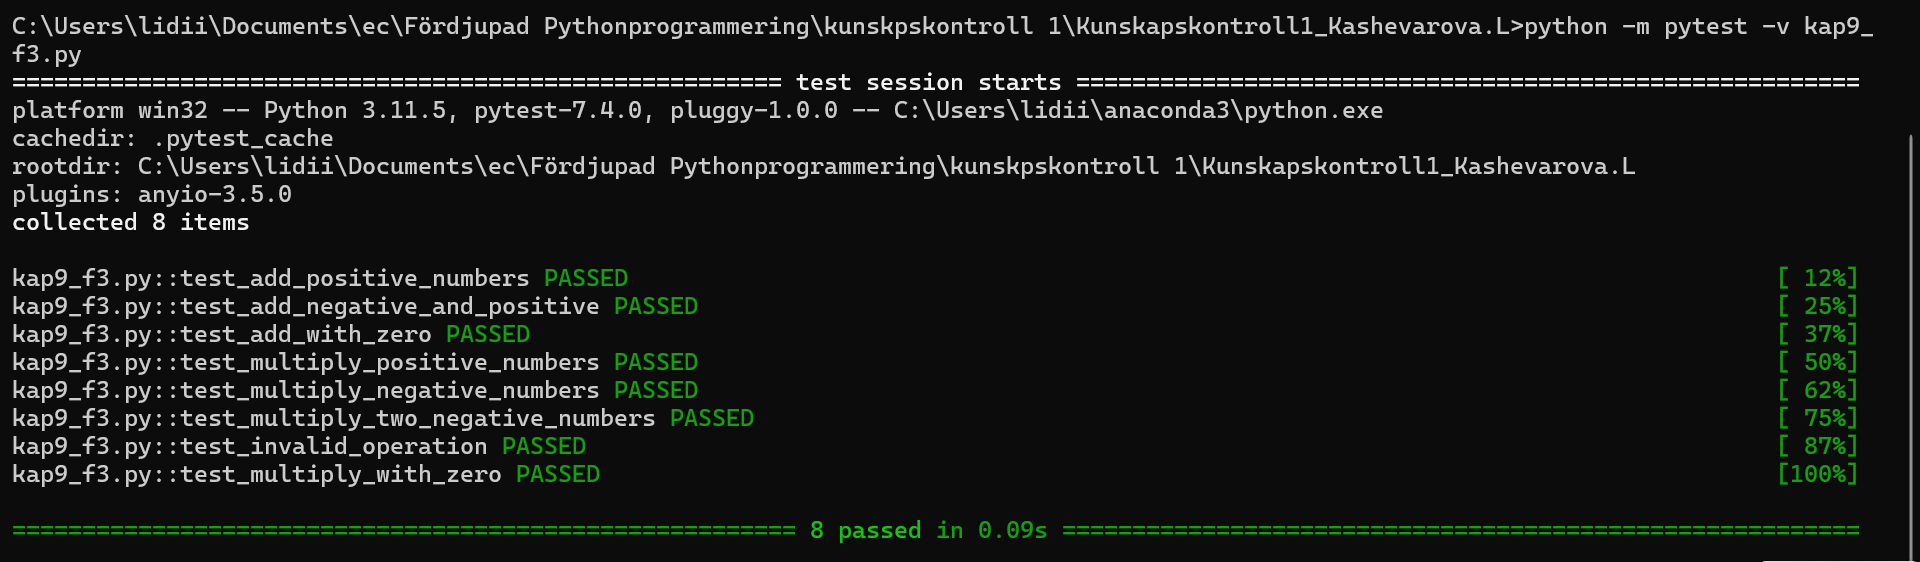 C:\Users\lidii\Documents\ec\Fördjupad Pythonprogrammering\kunskpskontroll 1\Kunskapskontroll1_Kashevarova.L>python -m pytest -v kap9_
f3.py
======================================================= test session starts ========================================================
platform win32 -- Python 3.11.5, pytest-7.4.0, pluggy-1.0.0 -- C:\Users\lidii\anaconda3\python.exe
cachedir: .pytest_cache
rootdir: C:\Users\lidii\Documents\ec\Fördjupad Pythonprogrammering\kunskpskontroll 1\Kunskapskontroll1_Kashevarova.L
plugins: anyio-3.5.0
collected 8 items
kap9_f3.py::test_add_positive_numbers PASSED [ 12%]
kap9_f3.py::test_add_negative_and_positive PASSED [ 25%]
kap9_f3.py::test_add_with_zero PASSED [ 37%]
kap9_f3.py::test_multiply_positive_numbers PASSED [ 50%]
kap9_f3.py::test_multiply_negative_numbers PASSED [ 62%]
kap9_f3.py::test_multiply_two_negative_numbers PASSED [ 75%]
kap9_f3.py::test_invalid_operation PASSED [ 87%]
kap9_f3.py::test_multiply_with_zero PASSED [100%]
======================================================== 8 passed in 0.09s =========================================================